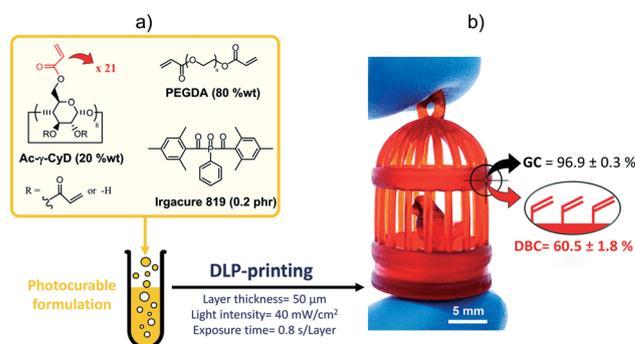 a)
b)
O
O
x 21
O
O
O
RO
OR
8
Ac-γ-CyD (20 %wt)
R =
O
or -H
O
O
n
O
O
PEGDA (80 %wt)
O
O
O
P
Irgacure 819 (0.2 phr)
Photocurable
formulation
DLP-printing
Layer thickness= 50 µm
Light intensity= 40 mW/cm²
Exposure time= 0.8 s/Layer
GC = 96.9 ± 0.3 %
DBC= 60.5 ± 1.8 %
5 mm